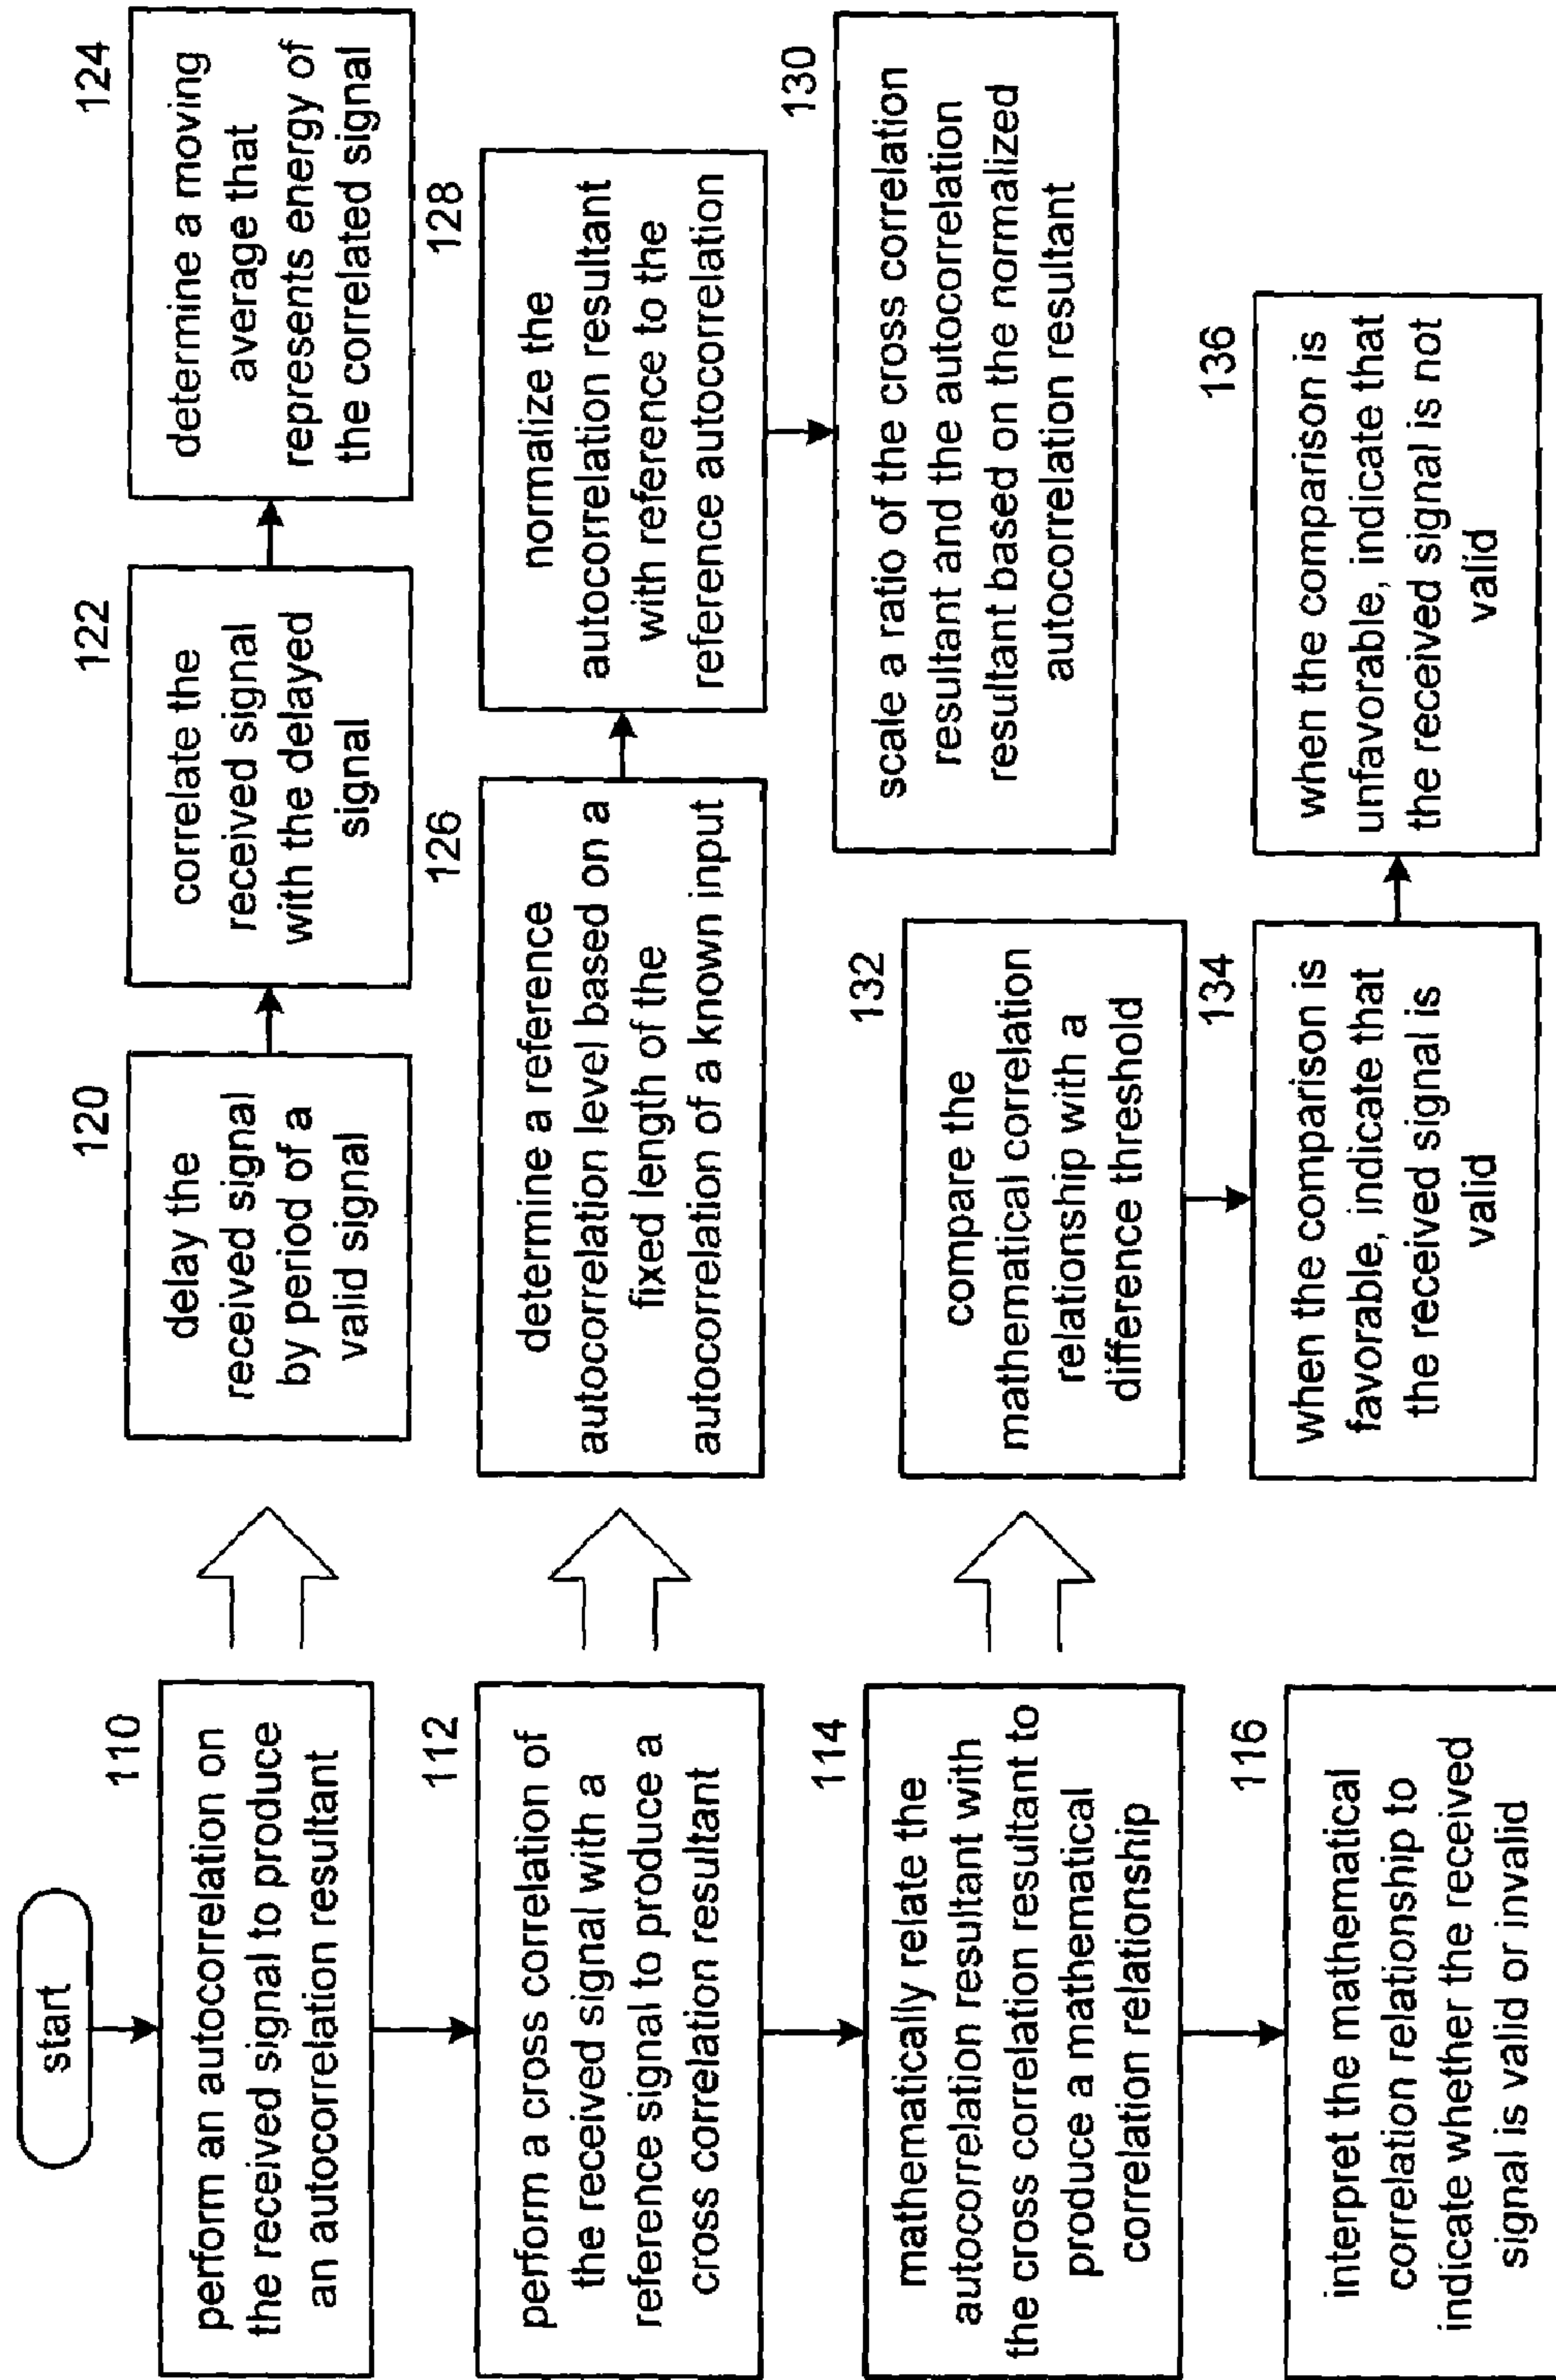 start
110
perform an autocorrelation on
the received signal to produce
an autocorrelation resultant
112
perform a cross correlation of
the received signal with a
reference signal to produce a
cross correlation resultant
114
mathematically relate the
autocorrelation resultant with
the cross correlation resultant to
produce a mathematical
correlation relationship
116
interpret the mathematical
correlation relationship to
indicate whether the received
signal is valid or invalid
120
delay the
received signal
by period of a
valid signal
122
correlate the
received signal
with the delayed
signal
124
determine a moving
average that
represents energy of
the correlated signal
126
determine a reference
autocorrelation level based on a
fixed length of the
autocorrelation of a known input
128
normalize the
autocorrelation resultant
with reference to the
reference autocorrelation
130
scale a ratio of the cross correlation
resultant and the autocorrelation
resultant based on the normalized
autocorrelation resultant
132
compare the
mathematical correlation
relationship with a
difference threshold
134
when the comparison is
favorable, indicate that
the received signal is
valid
136
when the comparison is
unfavorable, indicate that
the received signal is not
valid